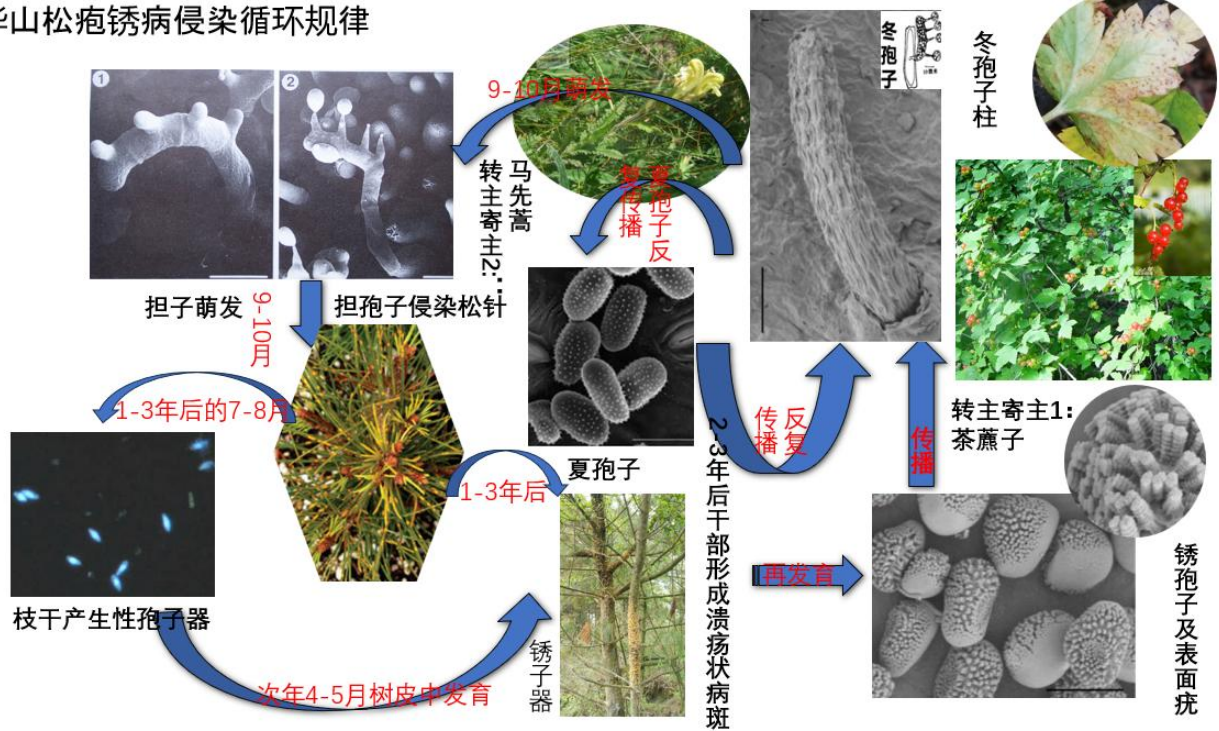 山松疱锈病侵染循环规律
1
2
9-10月萌发
冬孢子
冬孢子柱
马先蒿
转主寄主2:
夏孢子反
复传播
担子萌发
9-10月
担孢子侵染松针
1-3年后的7-8月
1-3年后
夏孢子
反复
传播
传播
转主寄主1:
茶藨子
2-3年后干部形成溃疡状病斑
再发育
枝干产生性孢子器
次年4-5月树皮中发育
锈子器
锈孢子及表面疣